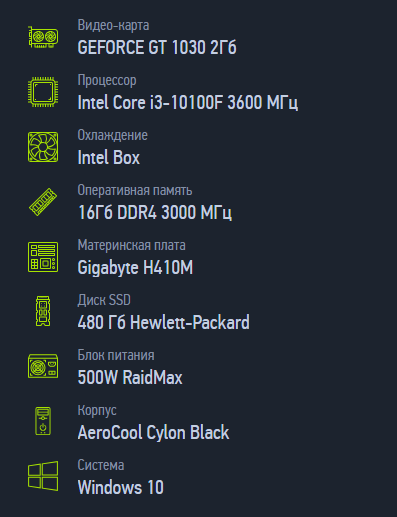 Видео-карта
GEFORCE GT 1030 2Гб
Процессор
Intel Core i3-10100F 3600 МГц
Охлаждение
Intel Box
Оперативная память
16Гб DDR4 3000 МГц
Материнская плата
Gigabyte H410M
Диск SSD
480 Гб Hewlett-Packard
Блок питания
500W RaidMax
Корпус
AeroCool Cylon Black
Система
Windows 10